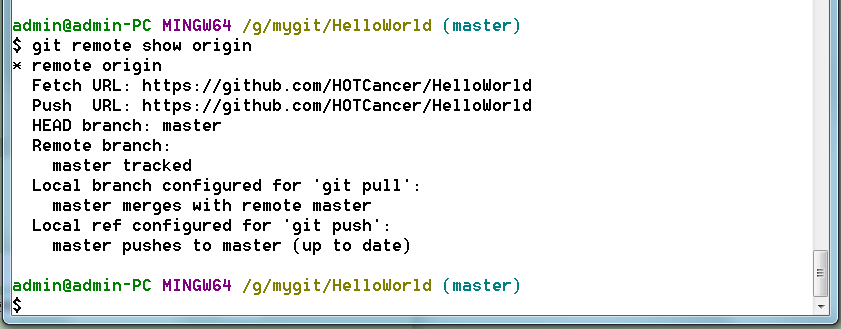 admin@admin-PC MINGW64 /g/mygit/HelloWorld (master)
$ git remote show origin
* remote origin
  Fetch URL: https://github.com/HOTCancer/HelloWorld
  Push  URL: https://github.com/HOTCancer/HelloWorld
  HEAD branch: master
  Remote branch:
    master tracked
  Local branch configured for 'git pull':
    master merges with remote master
  Local ref configured for 'git push':
    master pushes to master (up to date)
admin@admin-PC MINGW64 /g/mygit/HelloWorld (master)
$